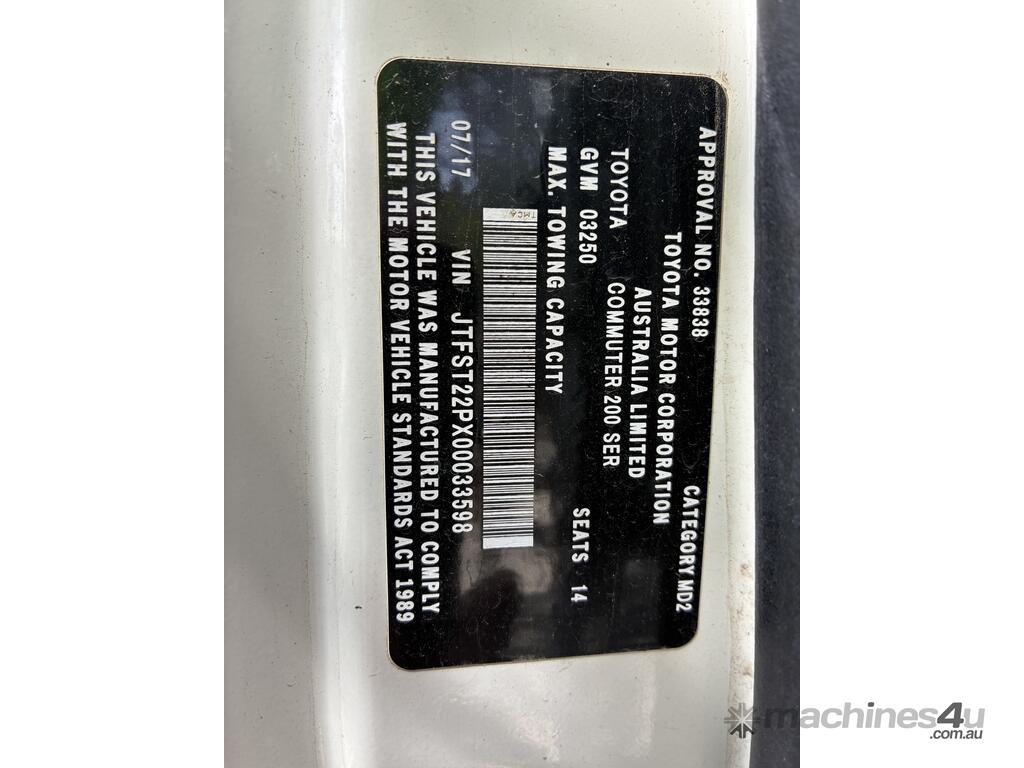 APPROVAL NO. 33838 CATEGORY MD2
TOYOTA MOTOR CORPORATION
AUSTRALIA LIMITED
TOYOTA COMMUTER 200 SER
GVM 03250 SEATS 14
MAX. TOWING CAPACITY
TMCA
07/17 VIN JTFST22PX00033598
THIS VEHICLE WAS MANUFACTURED TO COMPLY
WITH THE MOTOR VEHICLE STANDARDS ACT 1989
machines4u
.com.au